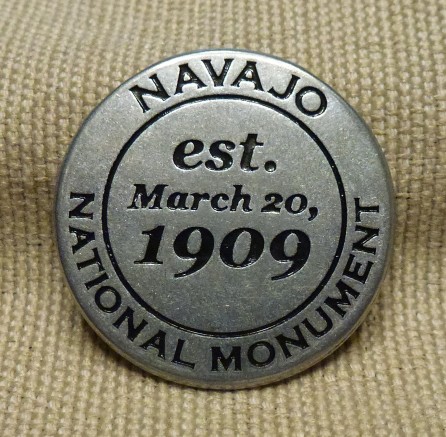 NAVAJO
est.
March 20,
1909
NATIONAL MONUMENT